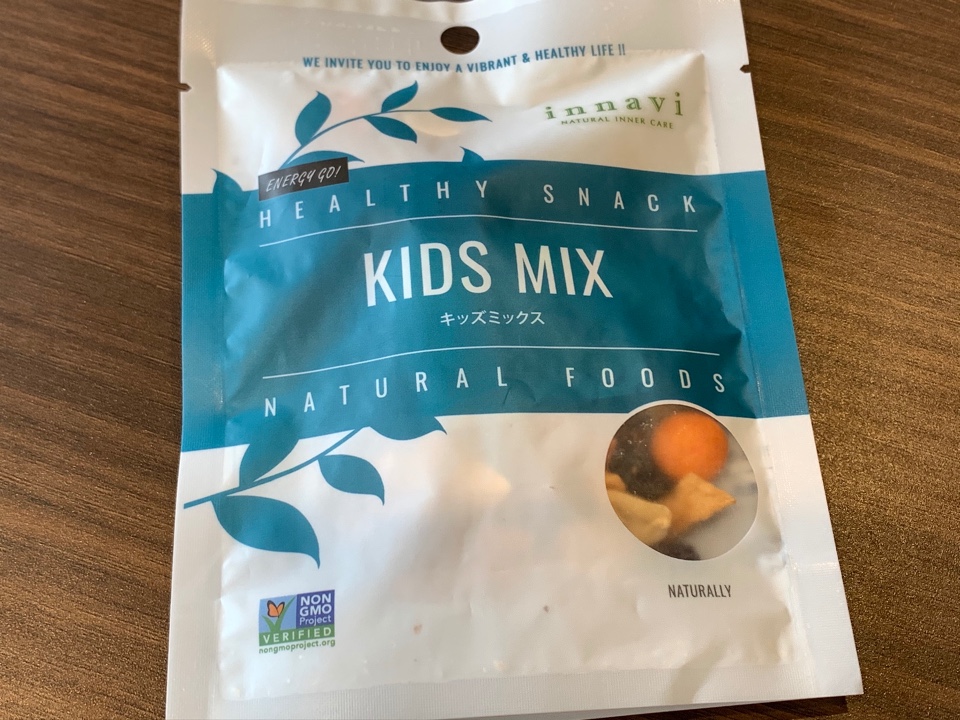 WE INVITE YOU TO ENJOY A VIBRANT & HEALTHY LIFE !!
innavi
NATURAL INNER CARE
ENERGY GO!
HEALTHY SNACK
KIDS MIX
キッズミックス
NATURAL FOODS
NON
GMO
Project
VERIFIED
nongmoproject.org
NATURALLY